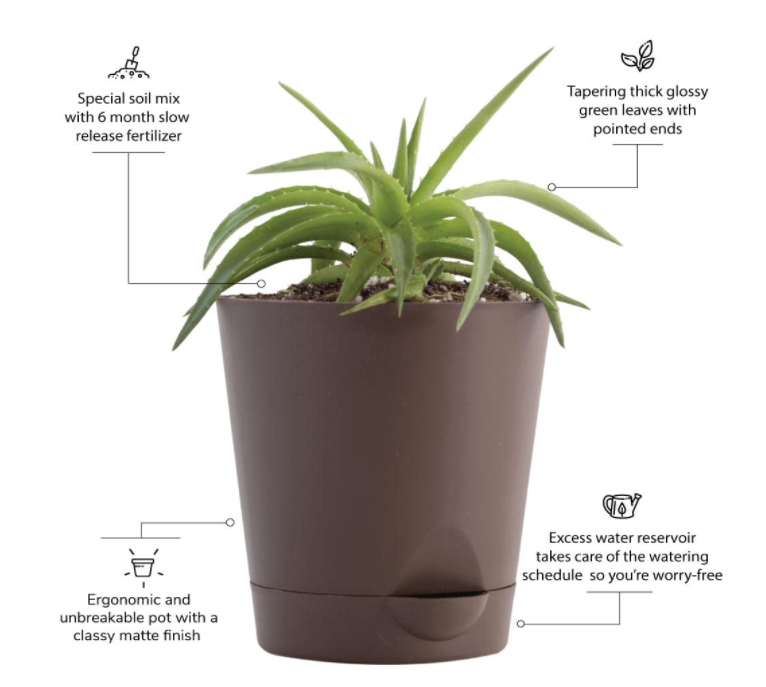 Special soil mix
with 6 month slow
release fertilizer
Tapering thick glossy
green leaves with
pointed ends
Ergonomic and
unbreakable pot with a
classy matte finish
Excess water reservoir
takes care of the watering
schedule so you're worry-free